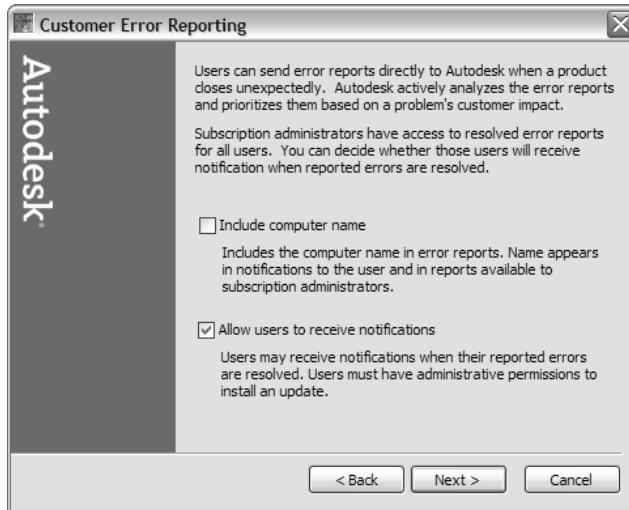 Customer Error Reporting
Autodesk
Users can send error reports directly to Autodesk when a product
closes unexpectedly. Autodesk actively analyzes the error reports
and prioritizes them based on a problem's customer impact.
Subscription administrators have access to resolved error reports
for all users. You can decide whether those users will receive
notification when reported errors are resolved.
Include computer name
Includes the computer name in error reports. Name appears
in notifications to the user and in reports available to
subscription administrators.
Allow users to receive notifications
Users may receive notifications when their reported errors
are resolved. Users must have administrative permissions to
install an update.
< Back Next > Cancel